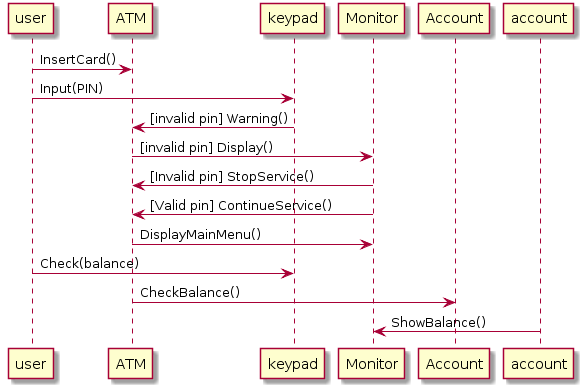 user ATM keypad Monitor Account account
InsertCard()
Input(PIN)
[invalid pin] Warning()
[invalid pin] Display()
[Invalid pin] StopService()
[Valid pin] ContinueService()
DisplayMainMenu()
Check(balance)
CheckBalance()
ShowBalance()
user ATM keypad Monitor Account account